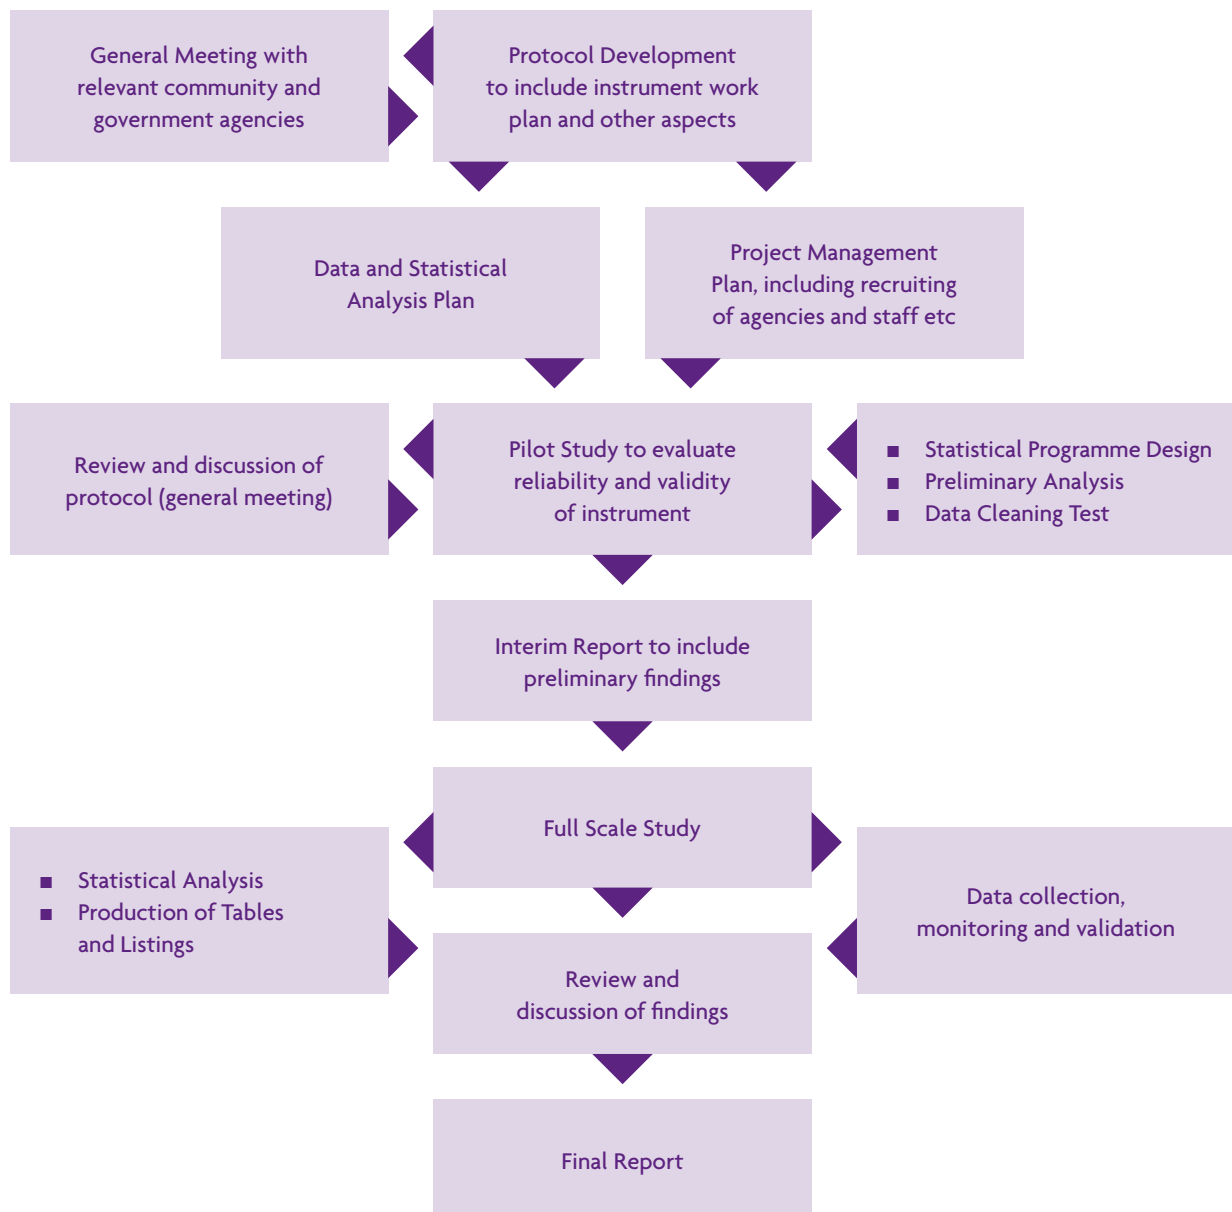 General Meeting with
relevant community and
government agencies
Protocol Development
to include instrument work
plan and other aspects
Data and Statistical
Analysis Plan
Project Management
Plan, including recruiting
of agencies and staff etc
Review and discussion of
protocol (general meeting)
Pilot Study to evaluate
reliability and validity
of instrument
■ Statistical Programme Design
■ Preliminary Analysis
■ Data Cleaning Test
Interim Report to include
preliminary findings
Full Scale Study
■ Statistical Analysis
■ Production of Tables
and Listings
Data collection,
monitoring and validation
Review and
discussion of findings
Final Report